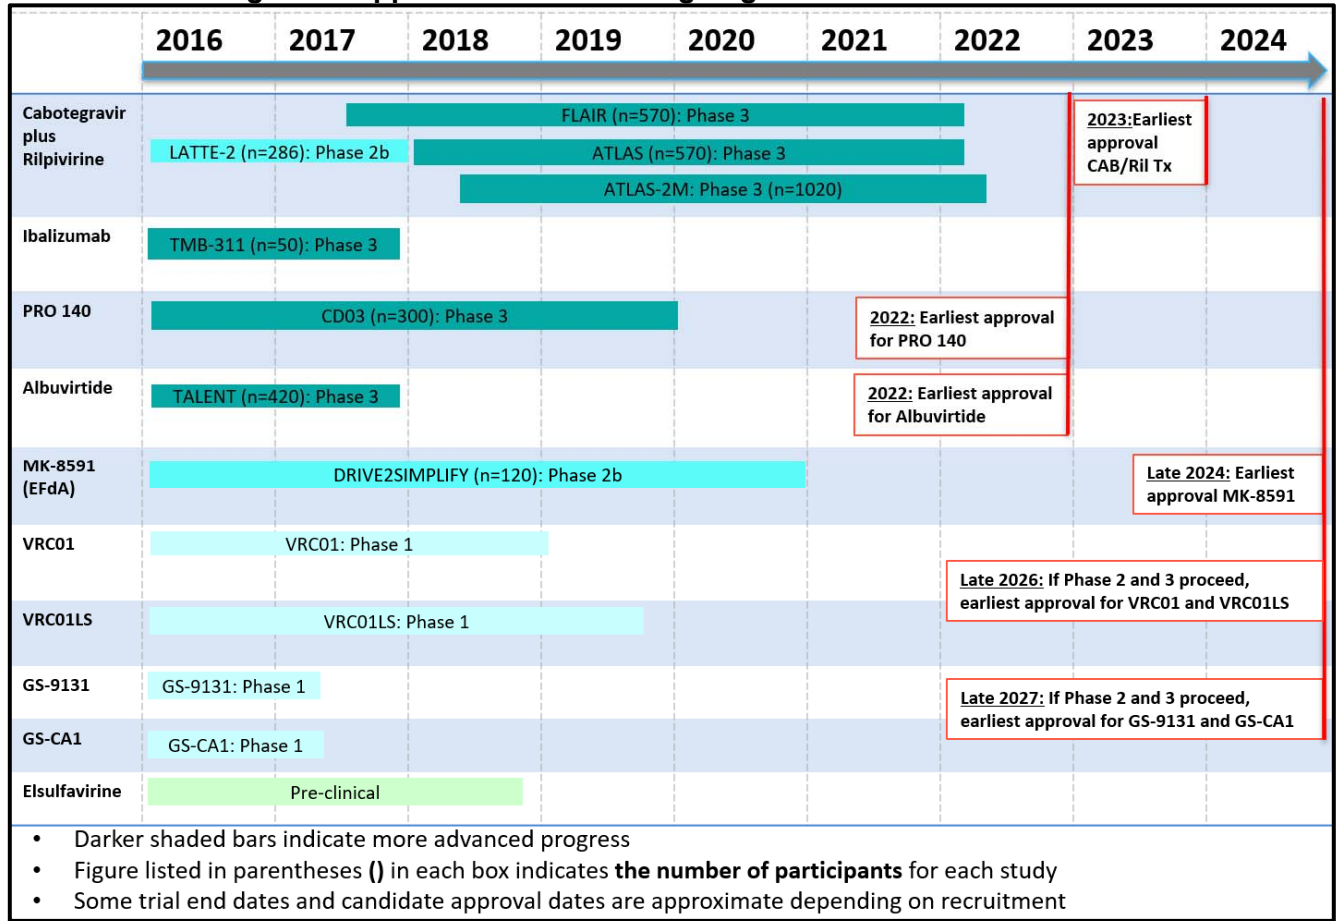 2016 2017 2018 2019 2020 2021 2022 2023 2024
Cabotegravir
plus
Rilpivirine
FLAIR (n=570): Phase 3
LATTE-2 (n=286): Phase 2b
ATLAS (n=570): Phase 3
ATLAS-2M: Phase 3 (n=1020)
2023:Earliest
approval
CAB/Ril Tx
Ibalizumab
TMB-311 (n=50): Phase 3
PRO 140
CD03 (n=300): Phase 3
2022: Earliest approval
for PRO 140
Albuvirtide
TALENT (n=420): Phase 3
2022: Earliest approval
for Albuvirtide
MK-8591
(EFdA)
DRIVE2SIMPLIFY (n=120): Phase 2b
Late 2024: Earliest
approval MK-8591
VRC01
VRC01: Phase 1
Late 2026: If Phase 2 and 3 proceed,
earliest approval for VRC01 and VRC01LS
VRC01LS
VRC01LS: Phase 1
GS-9131
GS-9131: Phase 1
Late 2027: If Phase 2 and 3 proceed,
earliest approval for GS-9131 and GS-CA1
GS-CA1
GS-CA1: Phase 1
Elsulfavirine
Pre-clinical
• Darker shaded bars indicate more advanced progress
• Figure listed in parentheses () in each box indicates the number of participants for each study
• Some trial end dates and candidate approval dates are approximate depending on recruitment